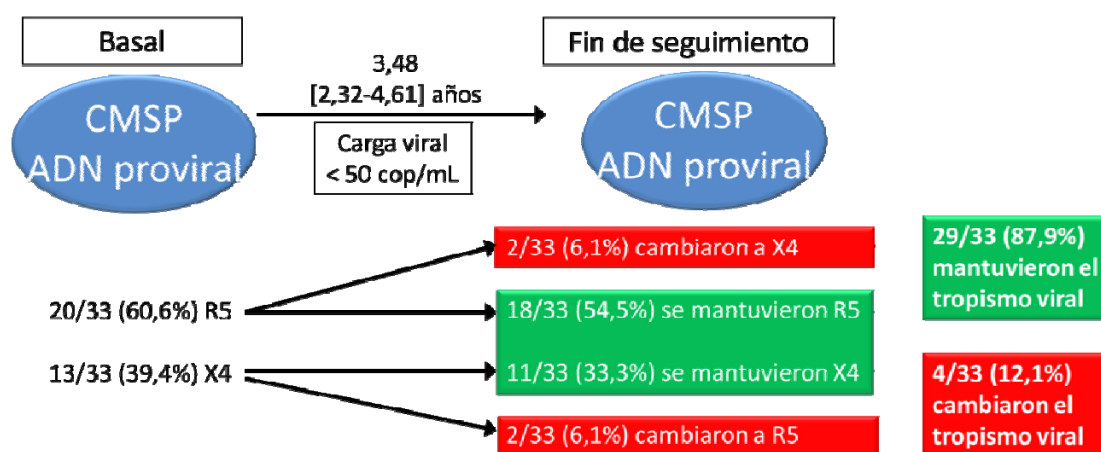 Basal
Fin de seguimiento
3,48
[2,32-4,61] años
CMSP
ADN proviral
Carga viral
< 50 cop/mL
CMSP
ADN proviral
2/33 (6,1%) cambiaron a X4
29/33 (87,9%)
mantuvieron el
tropismo viral
20/33 (60,6%) R5
18/33 (54,5%) se mantuvieron R5
13/33 (39,4%) X4
11/33 (33,3%) se mantuvieron X4
4/33 (12,1%)
cambiaron el
tropismo viral
2/33 (6,1%) cambiaron a R5